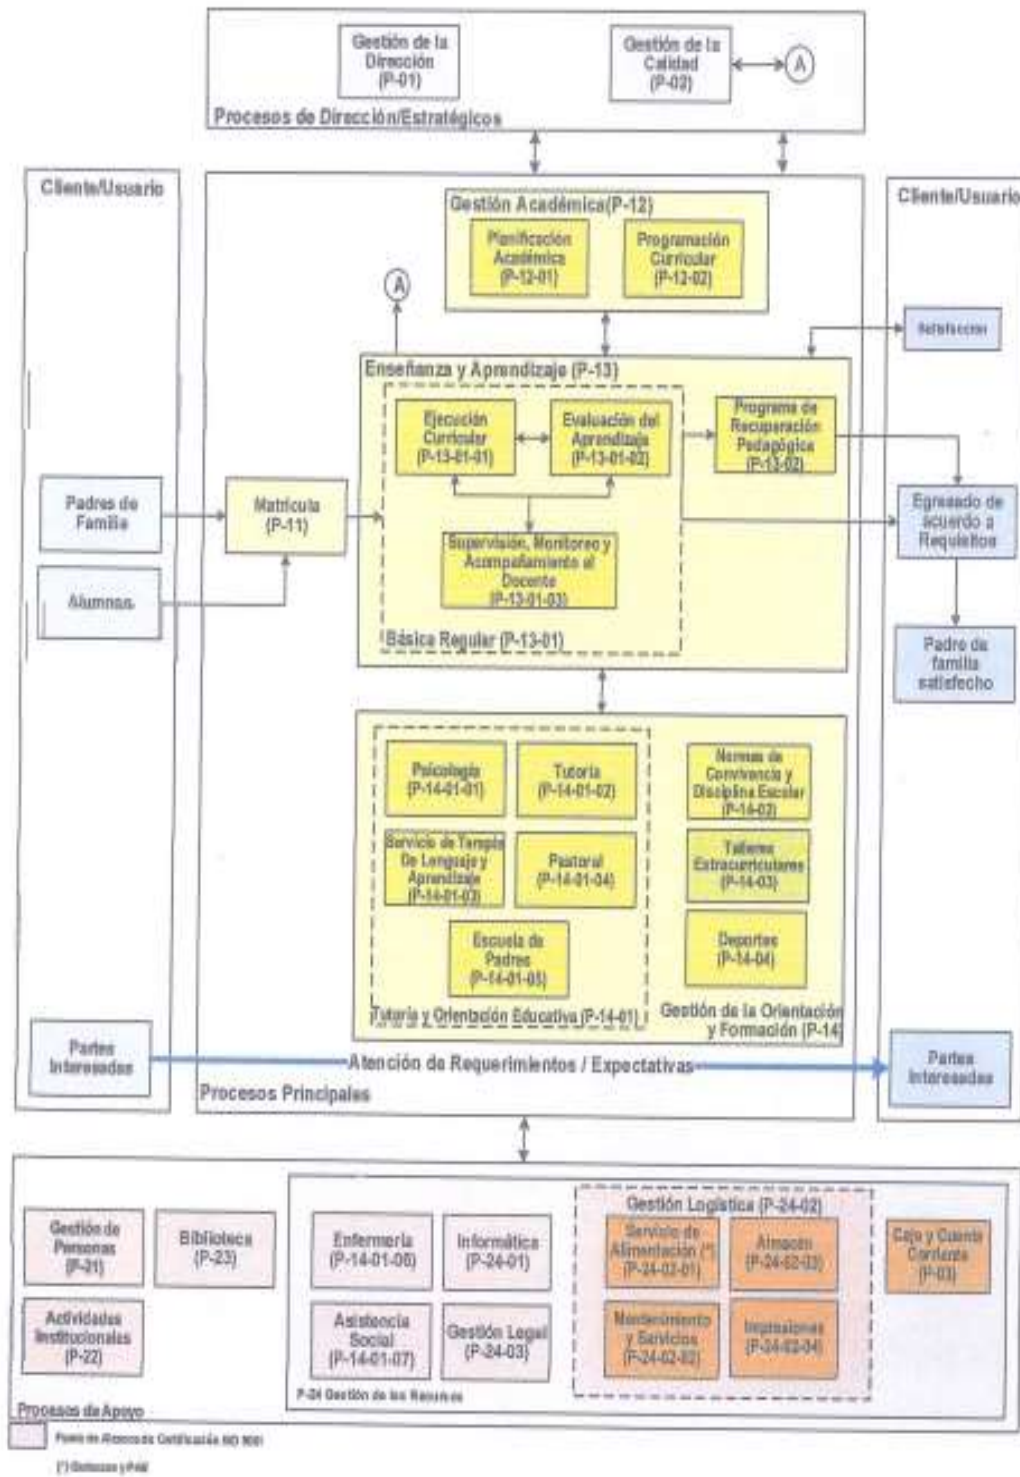 Gestión de la
Dirección
(P-01)
Gestión de la
Calidad
(P-02)
A
Procesos de Dirección/Estratégicos
Cliente/Usuario
Cliente/Usuario
Gestión Académica(P-12)
Planificación
Académica
(P-12-01)
Programación
Curricular
(P-12-02)
A
Satisfacción
Enseñanza y Aprendizaje (P-13)
Ejecución
Curricular
(P-13-01-01)
Evaluación del
Aprendizaje
(P-13-01-02)
Programa de
Recuperación
Pedagógica
(P-13-02)
Padres de
Familia
Matrícula
(P-11)
Egresado de
acuerdo a
Requisitos
Supervisión, Monitoreo y
Acompañamiento al
Docente
(P-13-01-03)
Alumnos
Básica Regular (P-13-01)
Padre de
familia
satisfecho
Psicología
(P-14-01-01)
Tutoría
(P-14-01-02)
Normas de
Convivencia y
Disciplina Escolar
(P-14-02)
Servicio de Terapia
De Lenguaje y
Aprendizaje
(P-14-01-03)
Pastoral
(P-14-01-04)
Talleres
Extracurriculares
(P-14-03)
Escuela de
Padres
(P-14-01-05)
Deportes
(P-14-04)
Tutoría y Orientación Educativa (P-14-01)
Gestión de la Orientación
y Formación (P-14)
Partes
Interesadas
Atención de Requerimientos / Expectativas
Partes
Interesadas
Procesos Principales
Gestión de
Personas
(P-21)
Biblioteca
(P-23)
Enfermería
(P-14-01-06)
Informática
(P-24-01)
Gestión Logística (P-24-02)
Servicio de
Alimentación (*)
(P-24-02-01)
Almacén
(P-24-02-03)
Caja y Cuenta
Corriente
(P-03)
Actividades
Institucionales
(P-22)
Asistencia
Social
(P-14-01-07)
Gestión Legal
(P-24-03)
Mantenimiento
y Servicios
(P-24-02-02)
Impresiones
(P-24-02-04)
P-24 Gestión de los Recursos
Procesos de Apoyo
de Certificación ISO 9001